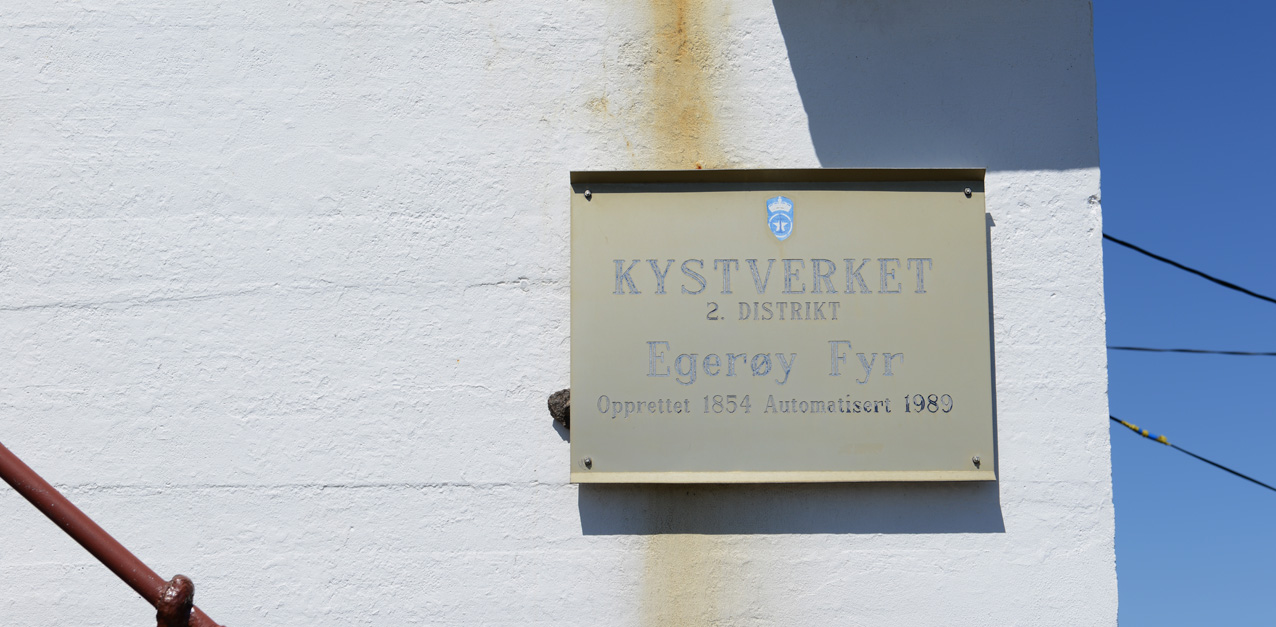 KYSTVERKET
2. DISTRIKT
Egerøy Fyr
Opprettet 1854 Automatisert 1989